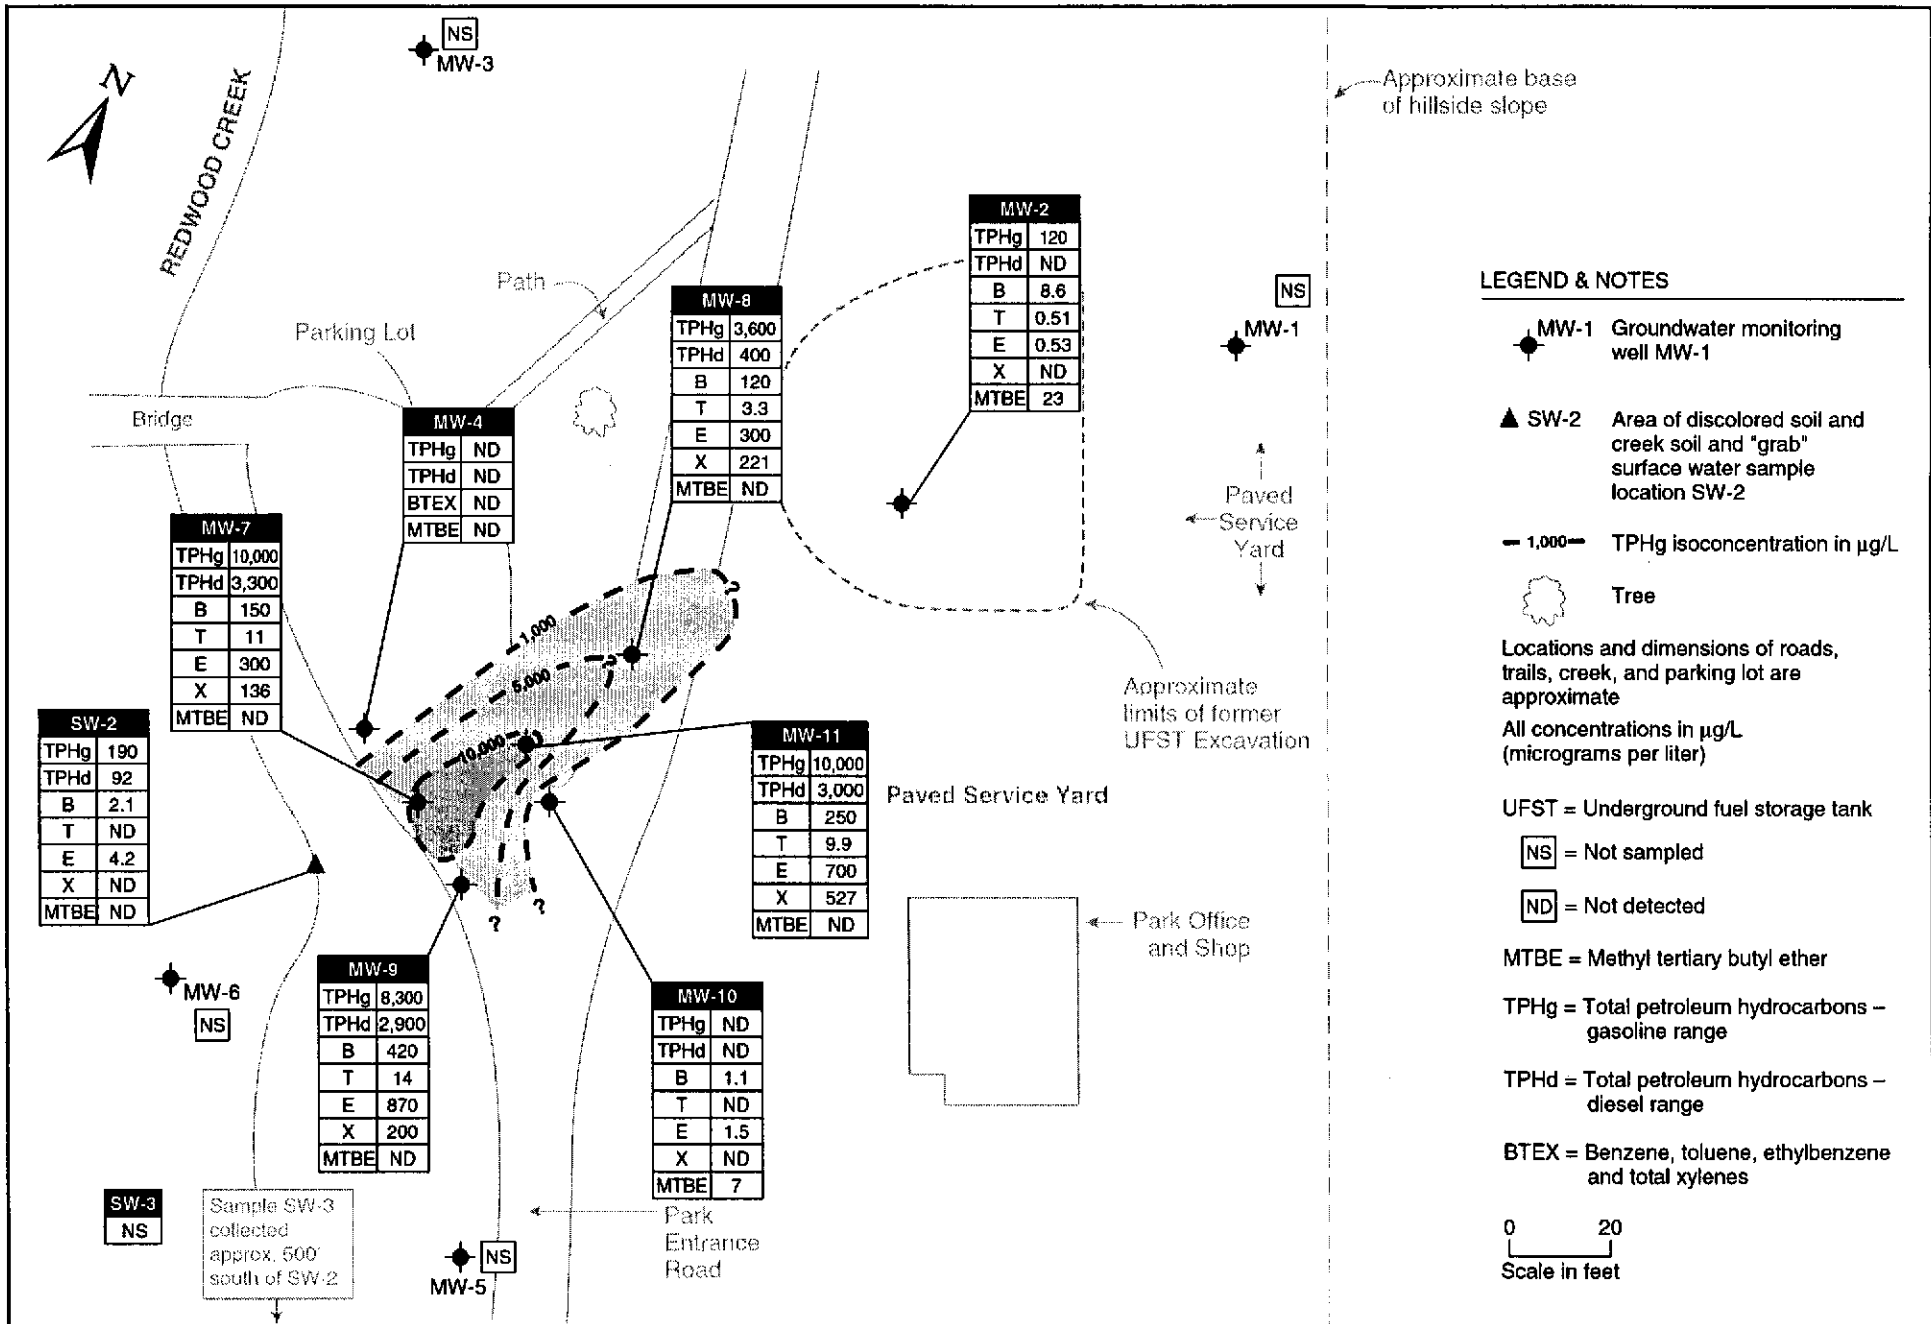 NS
MW-3
N
REDWOOD CREEK
Approximate base
of hillside slope
Path
Parking Lot
Bridge
MW-2
TPHg 120
TPHd ND
B 8.6
T 0.51
E 0.53
X ND
MTBE 23
NS
MW-1
MW-8
TPHg 3,600
TPHd 400
B 120
T 3.3
E 300
X 221
MTBE ND
MW-4
TPHg ND
TPHd ND
BTEX ND
MTBE ND
Paved
Service
Yard
MW-7
TPHg 10,000
TPHd 3,300
B 150
T 11
E 300
X 136
MTBE ND
1,000
5,000
10,000
?
?
?
?
?
Approximate
limits of former
UFST Excavation
SW-2
TPHg 190
TPHd 92
B 2.1
T ND
E 4.2
X ND
MTBE ND
MW-11
TPHg 10,000
TPHd 3,000
B 250
T 9.9
E 700
X 527
MTBE ND
Paved Service Yard
Park Office
and Shop
MW-6
NS
MW-9
TPHg 8,300
TPHd 2,900
B 420
T 14
E 870
X 200
MTBE ND
MW-10
TPHg ND
TPHd ND
B 1.1
T ND
E 1.5
X ND
MTBE 7
SW-3
NS
Sample SW-3
collected
approx. 500'
south of SW-2
MW-5
NS
Park
Entrance
Road
LEGEND & NOTES
MW-1 Groundwater monitoring
well MW-1
SW-2 Area of discolored soil and
creek soil and "grab"
surface water sample
location SW-2
1,000 TPHg isoconcentration in µg/L
Tree
Locations and dimensions of roads,
trails, creek, and parking lot are
approximate
All concentrations in µg/L
(micrograms per liter)
UFST = Underground fuel storage tank
NS = Not sampled
ND = Not detected
MTBE = Methyl tertiary butyl ether
TPHg = Total petroleum hydrocarbons –
gasoline range
TPHd = Total petroleum hydrocarbons –
diesel range
BTEX = Benzene, toluene, ethylbenzene
and total xylenes
0 20
Scale in feet